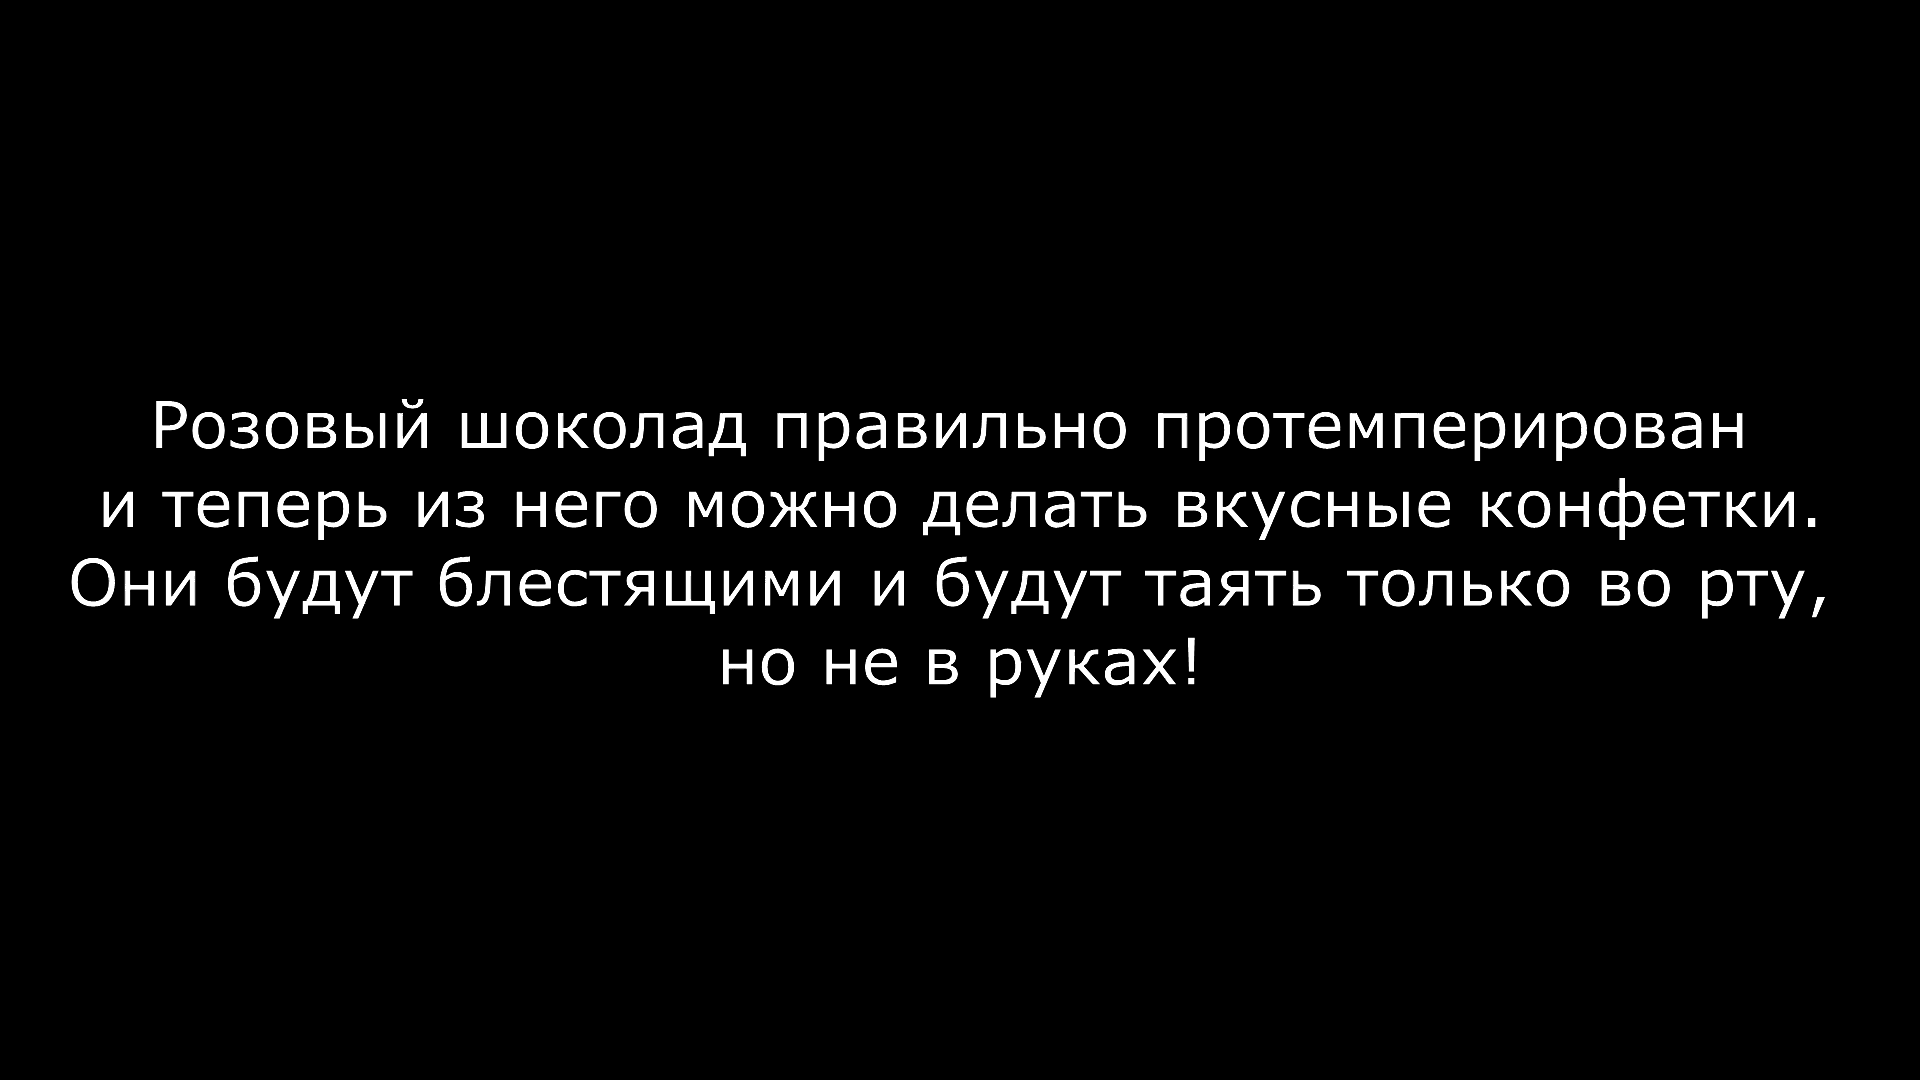 Розовый шоколад правильно протемперирован
и теперь из него можно делать вкусные конфетки.
Они будут блестящими и будут таять только во рту,
но не в руках!